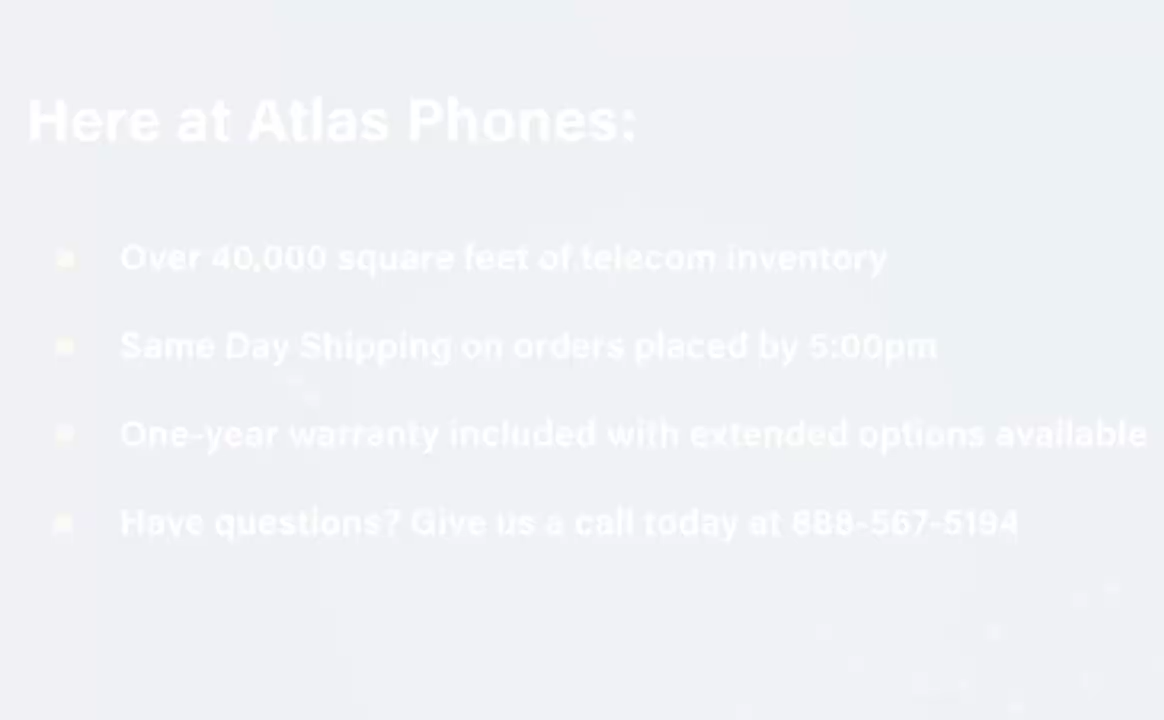 Here at Atlas Phones:
Over 40,000 square feet of telecom inventory
Same Day Shipping on orders placed by 5:00pm
One-year warranty included with extended options available
Have questions? Give us a call today at 888-567-5194